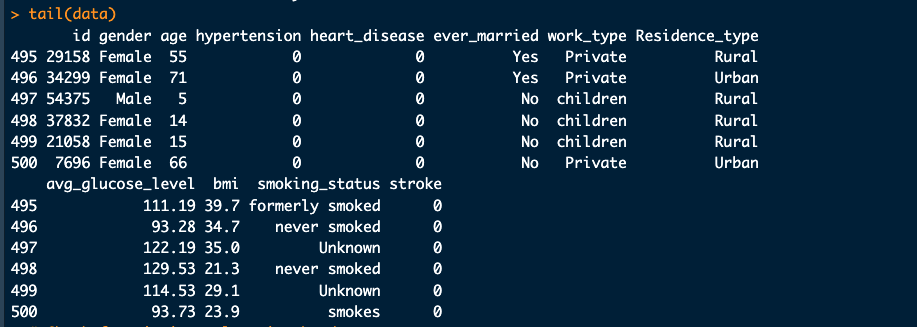 > tail(data)
id gender age hypertension heart_disease ever_married work_type Residence_type
495 29158 Female 55 0 0 Yes Private Rural
496 34299 Female 71 0 0 Yes Private Urban
497 54375 Male 5 0 0 No children Rural
498 37832 Female 14 0 0 No children Rural
499 21058 Female 15 0 0 No children Rural
500 7696 Female 66 0 0 No Private Urban
avg_glucose_level bmi smoking_status stroke
495 111.19 39.7 formerly smoked 0
496 93.28 34.7 never smoked 0
497 122.19 35.0 Unknown 0
498 129.53 21.3 never smoked 0
499 114.53 29.1 Unknown 0
500 93.73 23.9 smokes 0